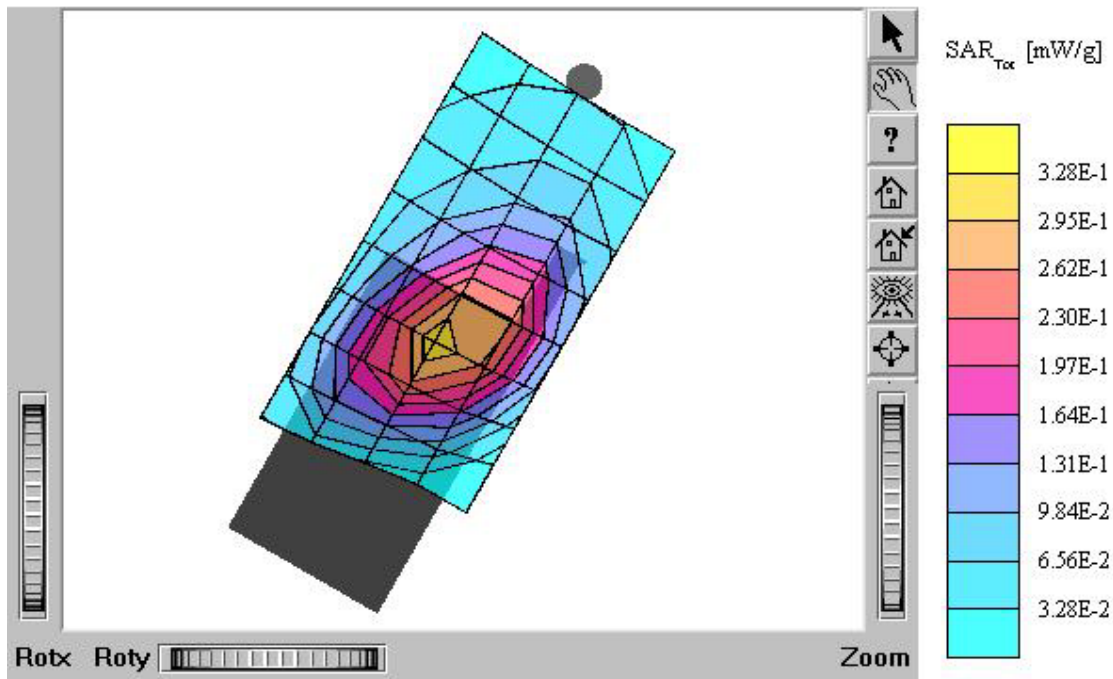 SAR_Tot [mW/g]
?
3.28E-1
2.95E-1
2.62E-1
2.30E-1
1.97E-1
1.64E-1
1.31E-1
9.84E-2
6.56E-2
3.28E-2
Rotx Roty Zoom